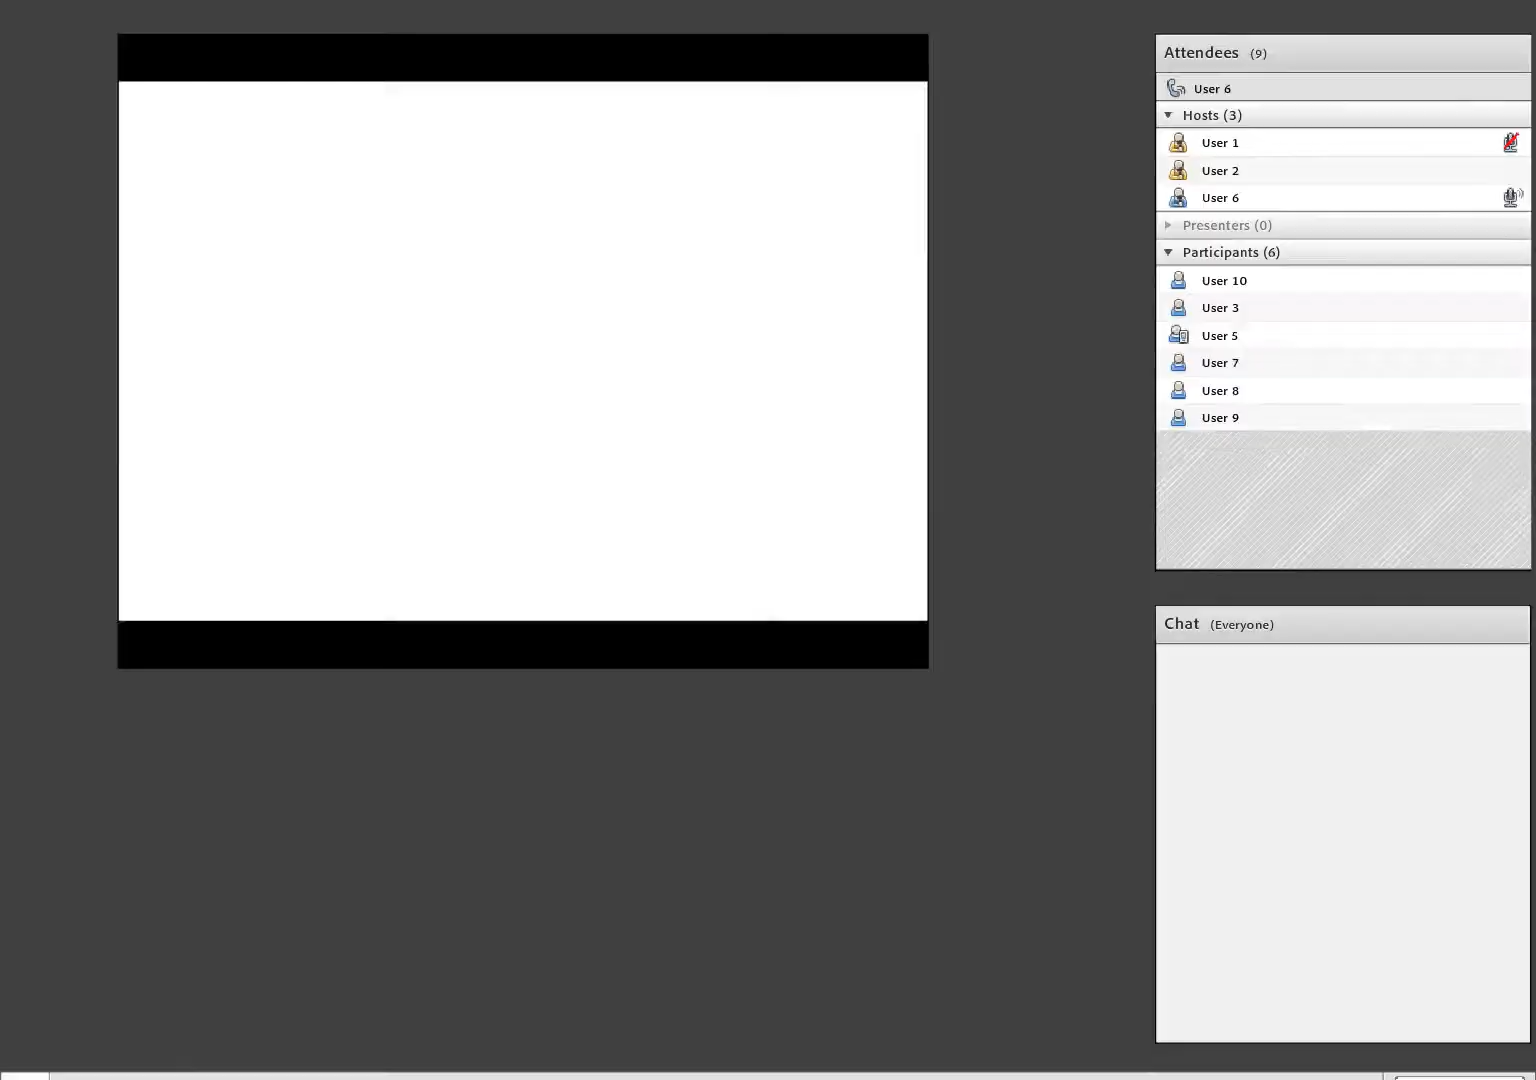 Attendees (9)
User 6
Hosts (3)
User 1
User 2
User 6
Presenters (0)
Participants (6)
User 10
User 3
User 5
User 7
User 8
User 9
Chat (Everyone)